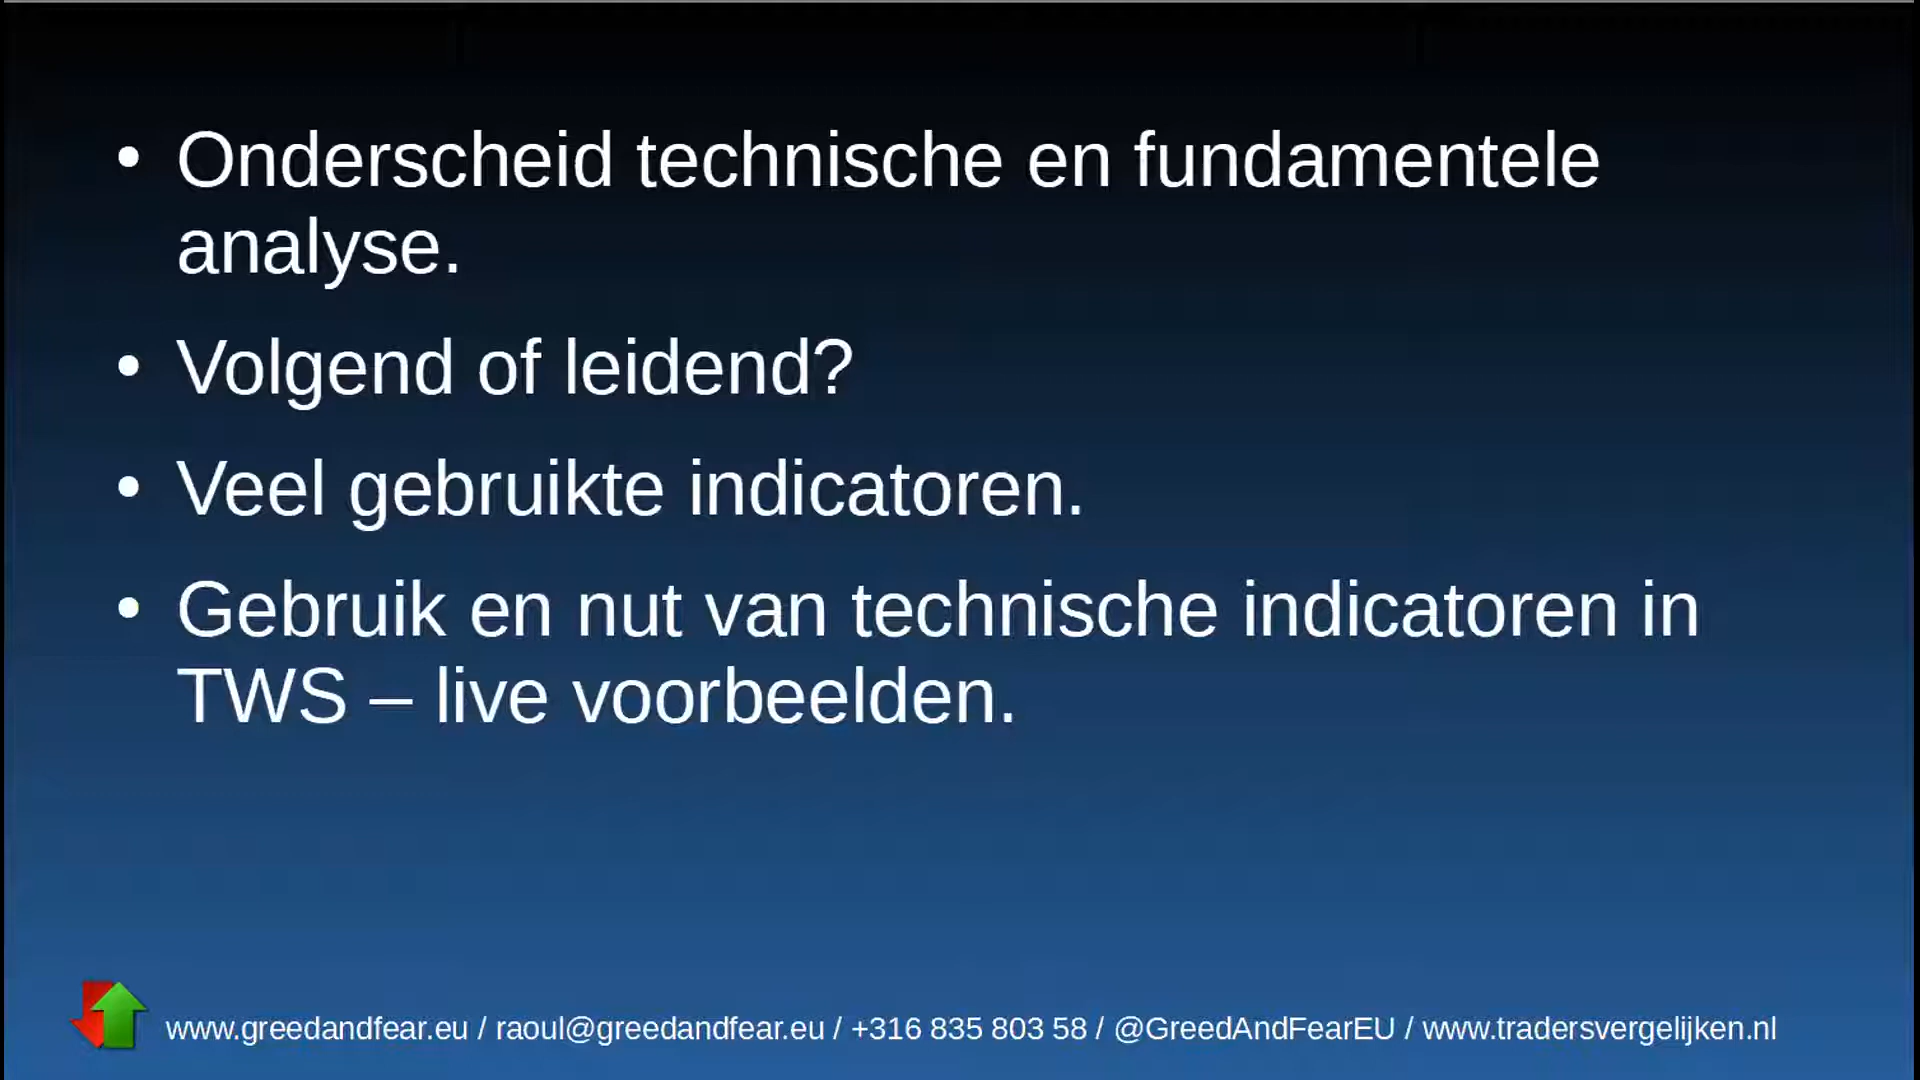 • Onderscheid technische en fundamentele
analyse.
• Volgend of leidend?
• Veel gebruikte indicatoren.
• Gebruik en nut van technische indicatoren in
TWS – live voorbeelden.
www.greedandfear.eu / raoul@greedandfear.eu / +316 835 803 58 / @GreedAndFearEU / www.tradersvergelijken.nl